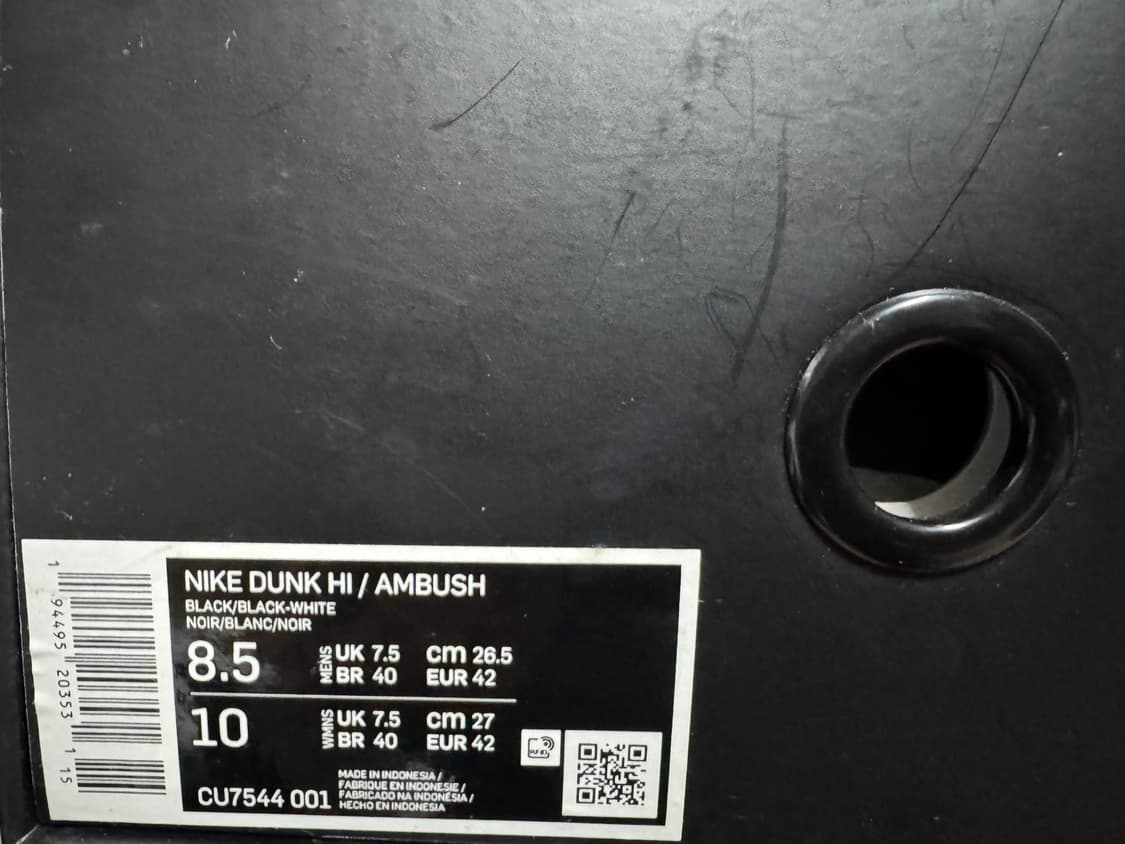 NIKE DUNK HI / AMBUSH
BLACK/BLACK-WHITE
NOIR/BLANC/NOIR
8.5 MENS UK 7.5 cm 26.5
BR 40 EUR 42
10 WMNS UK 7.5 cm 27
BR 40 EUR 42
CU7544 001
MADE IN INDONESIA /
FABRIQUE EN INDONESIE /
FABRICADO NA INDONÉSIA /
HECHO EN INDONESIA
1 94495 20353 1 15